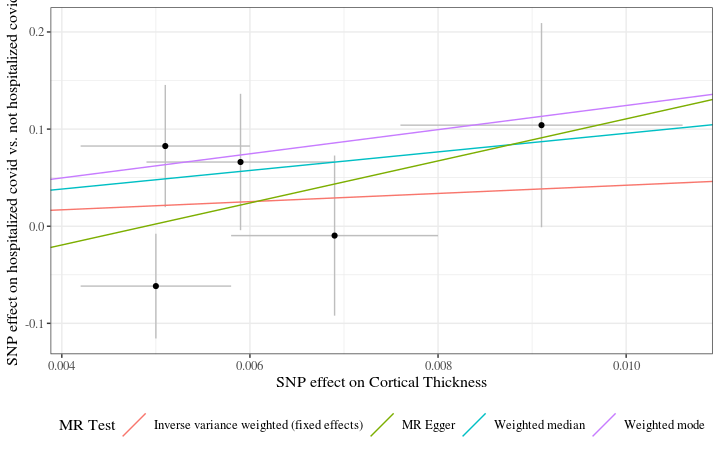 SNP effect on hospitalized covid vs. not hospitalized covid
0.2
0.1
0.0
-0.1
0.004
0.006
0.008
0.010
SNP effect on Cortical Thickness
MR Test
Inverse variance weighted (fixed effects)
MR Egger
Weighted median
Weighted mode